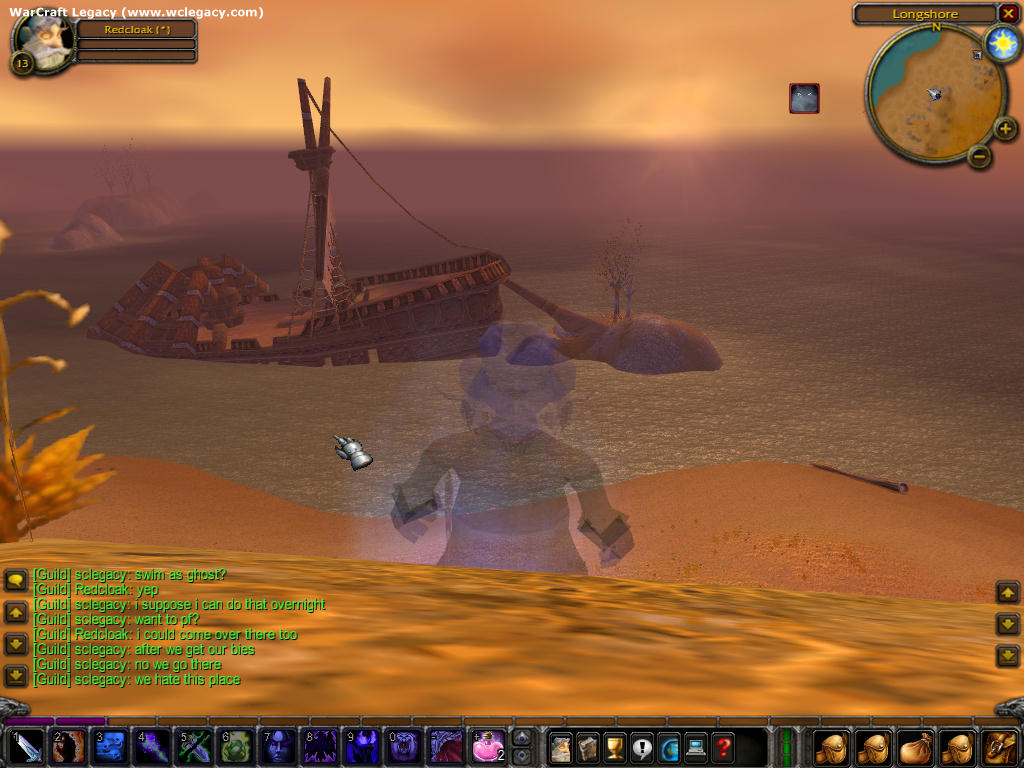 WarCraft Legacy (www.wclegacy.com)
Redcloak (*)
13
Longshore
N
[Guild] sclegacy: swim as ghost?
[Guild] Redcloak: yep
[Guild] sclegacy: i suppose i can do that overnight
[Guild] sclegacy: want to pf?
[Guild] Redcloak: i could come over there too
[Guild] sclegacy: after we get our bies
[Guild] sclegacy: no we go there
[Guild] sclegacy: we hate this place
1 2 3 4 5 6 7 8 9 0 - + 2